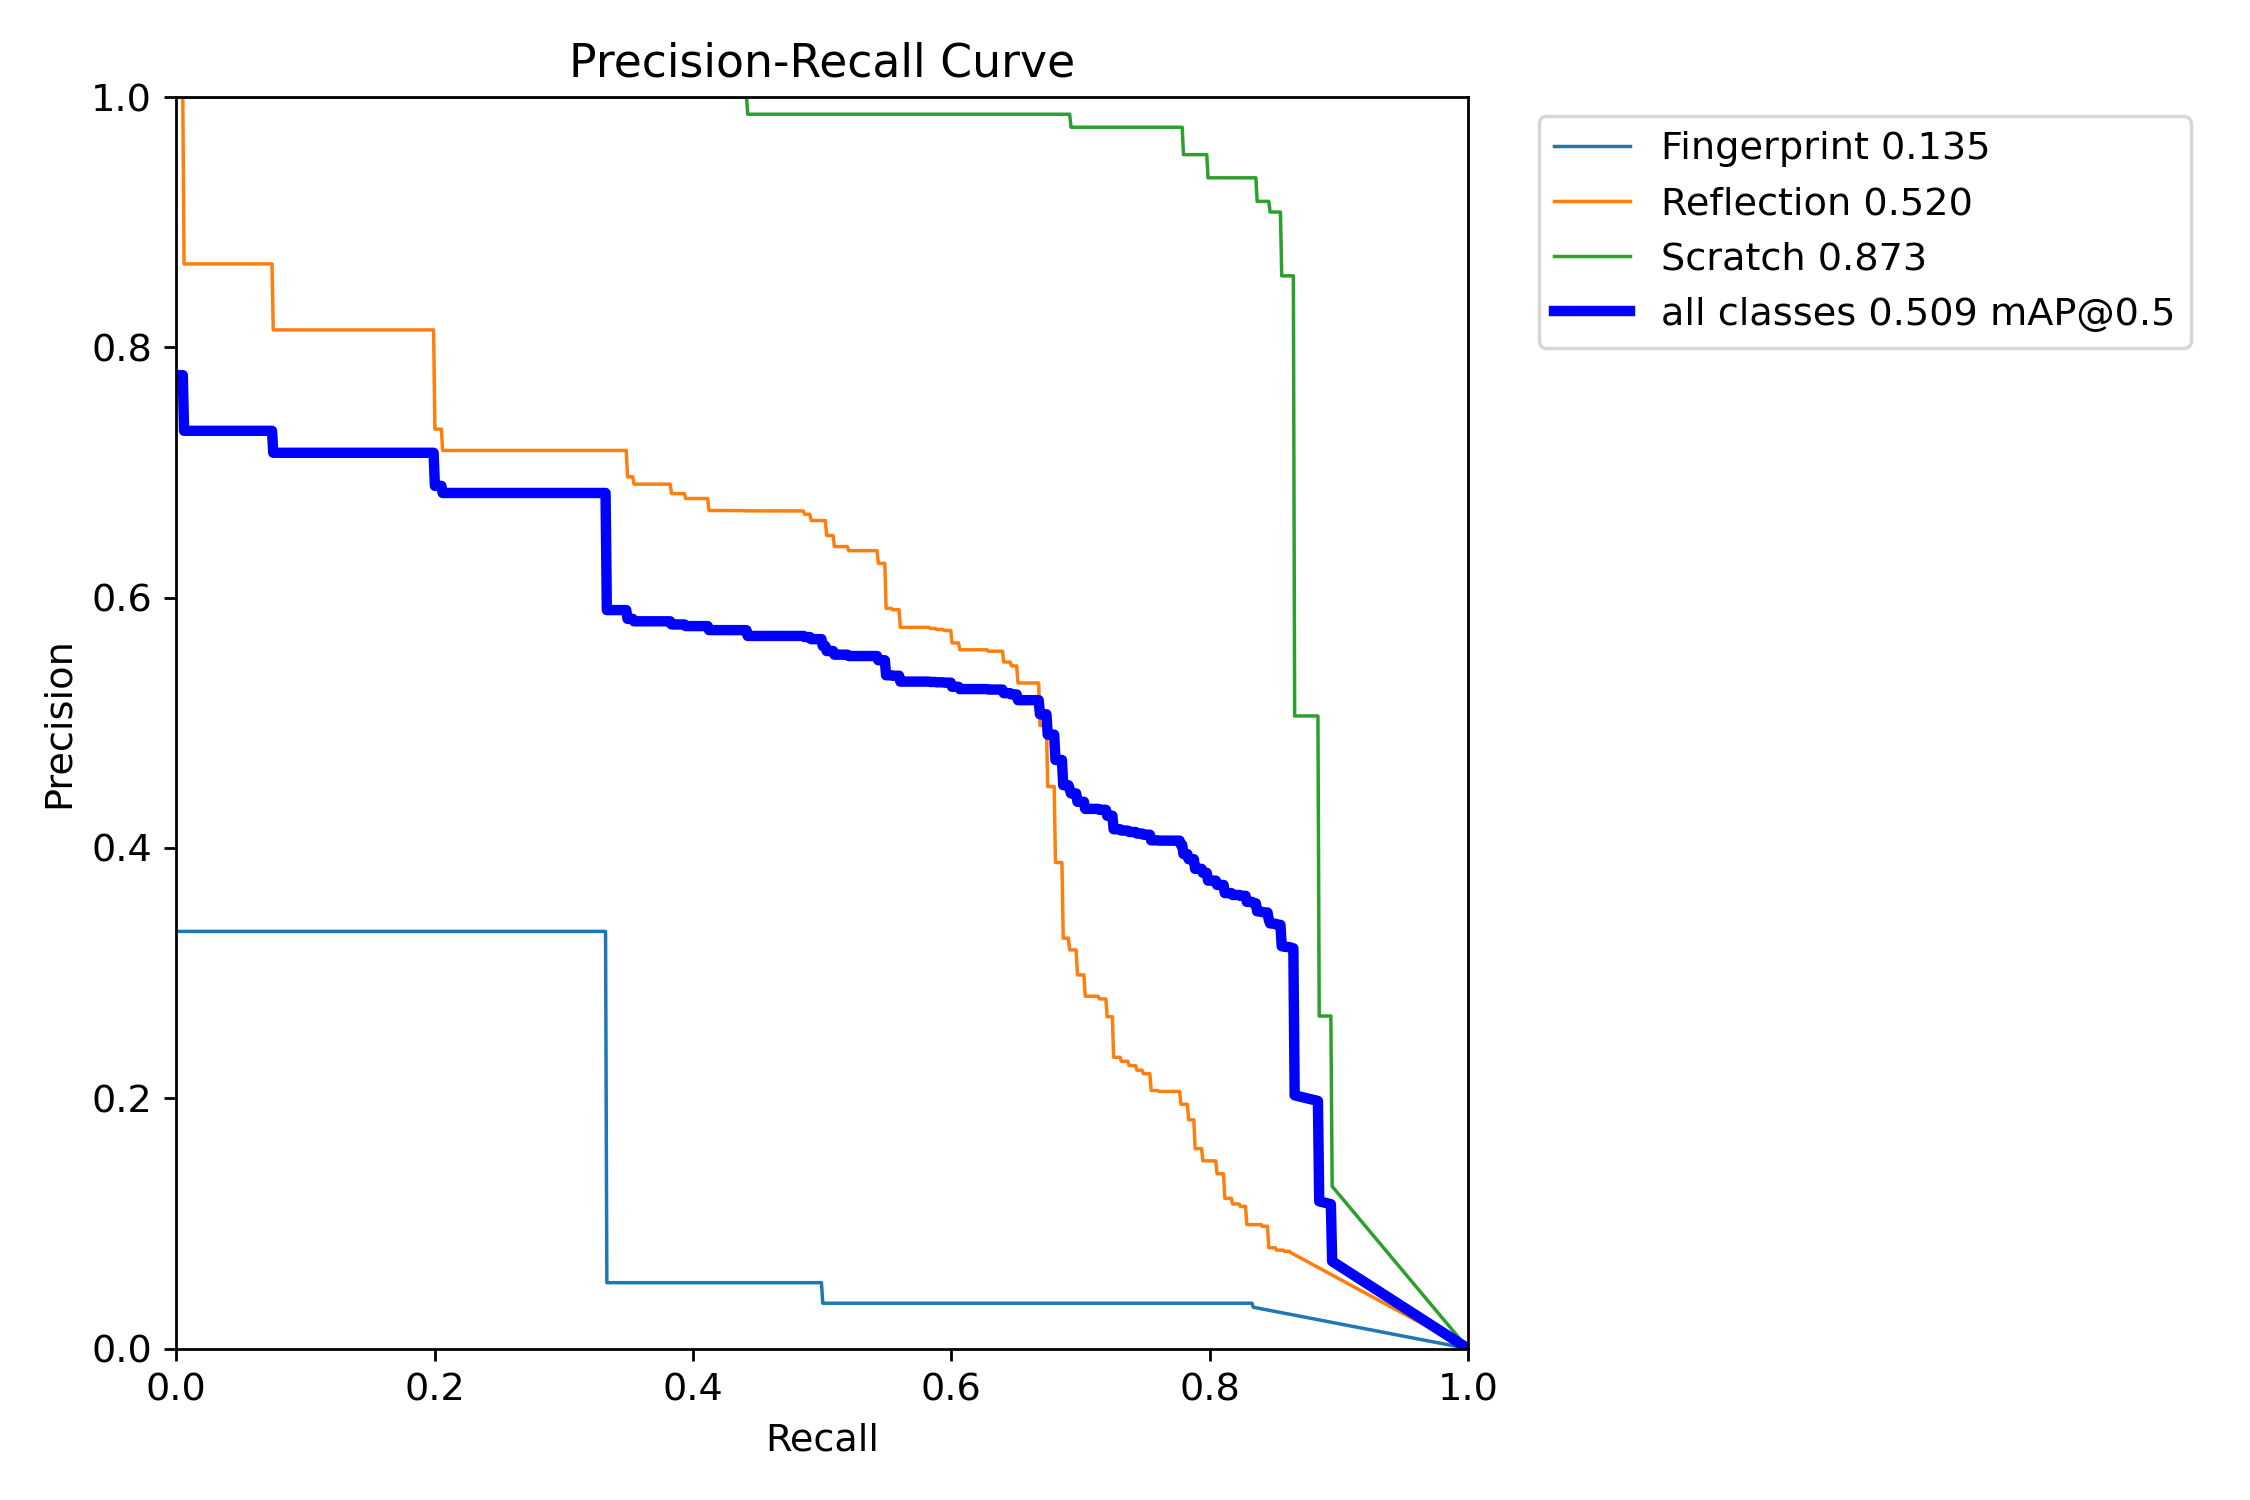 Precision-Recall Curve
Fingerprint 0.135
Reflection 0.520
Scratch 0.873
all classes 0.509 mAP@0.5
Precision
1.0
0.8
0.6
0.4
0.2
0.0
0.0 0.2 0.4 0.6 0.8 1.0
Recall